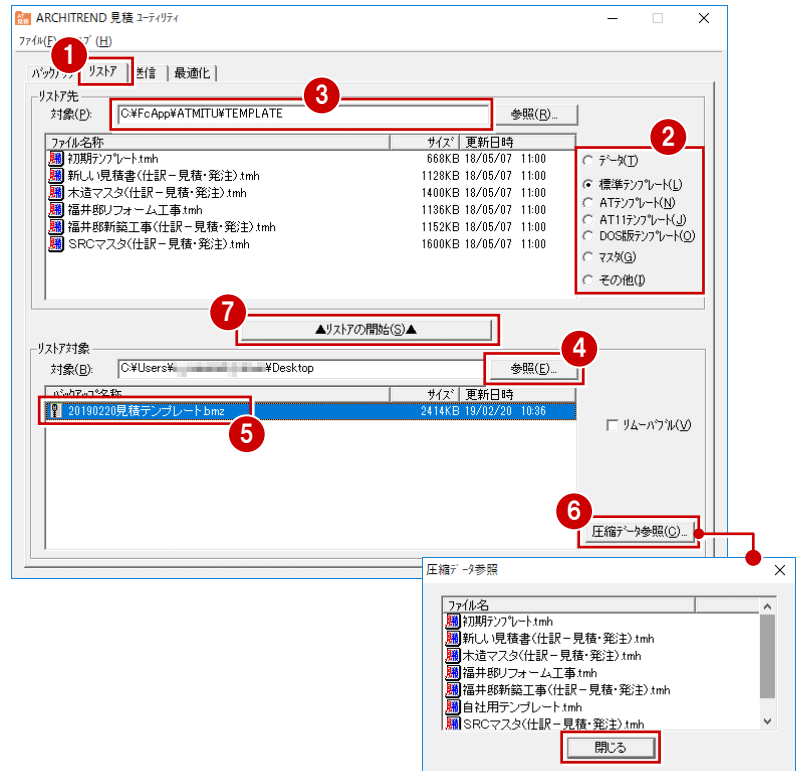 ARCHITREND 見積 ユーティリティ
ファイル(F) ヘルプ(H)
1
バックアップ リストア 送信 最適化
リストア先
対象(P): C:¥FcApp¥ATMITU¥TEMPLATE 参照(R)...
3
2
ファイル名称 サイズ 更新日時
初期テンプレート.tmh 668KB 18/05/07 11:00
新しい見積書(仕訳－見積・発注).tmh 1128KB 18/05/07 11:00
木造マスタ(仕訳－見積・発注).tmh 1400KB 18/05/07 11:00
福井邸リフォーム工事.tmh 1136KB 18/05/07 11:00
福井邸新築工事(仕訳－見積・発注).tmh 1152KB 18/05/07 11:00
SRCマスタ(仕訳－見積・発注).tmh 1600KB 18/05/07 11:00
データ(T)
標準テンプレート(L)
ATテンプレート(N)
AT11テンプレート(J)
DOS版テンプレート(O)
マスタ(G)
その他(I)
7
▲リストアの開始(S)▲
リストア対象
4
対象(B): C:¥Users¥ ¥Desktop 参照(E)...
バックアップ名称 サイズ 更新日時
20190220見積テンプレート.bmz 2414KB 19/02/20 10:36
5
リムーバブル(V)
6
圧縮データ参照(C)...
圧縮データ参照
ファイル名
初期テンプレート.tmh
新しい見積書(仕訳－見積・発注).tmh
木造マスタ(仕訳－見積・発注).tmh
福井邸リフォーム工事.tmh
福井邸新築工事(仕訳－見積・発注).tmh
自社用テンプレート.tmh
SRCマスタ(仕訳－見積・発注).tmh
閉じる